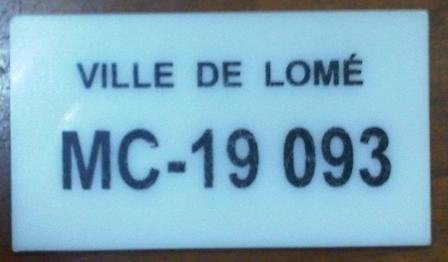 VILLE DE LOMÉ
MC-19 093